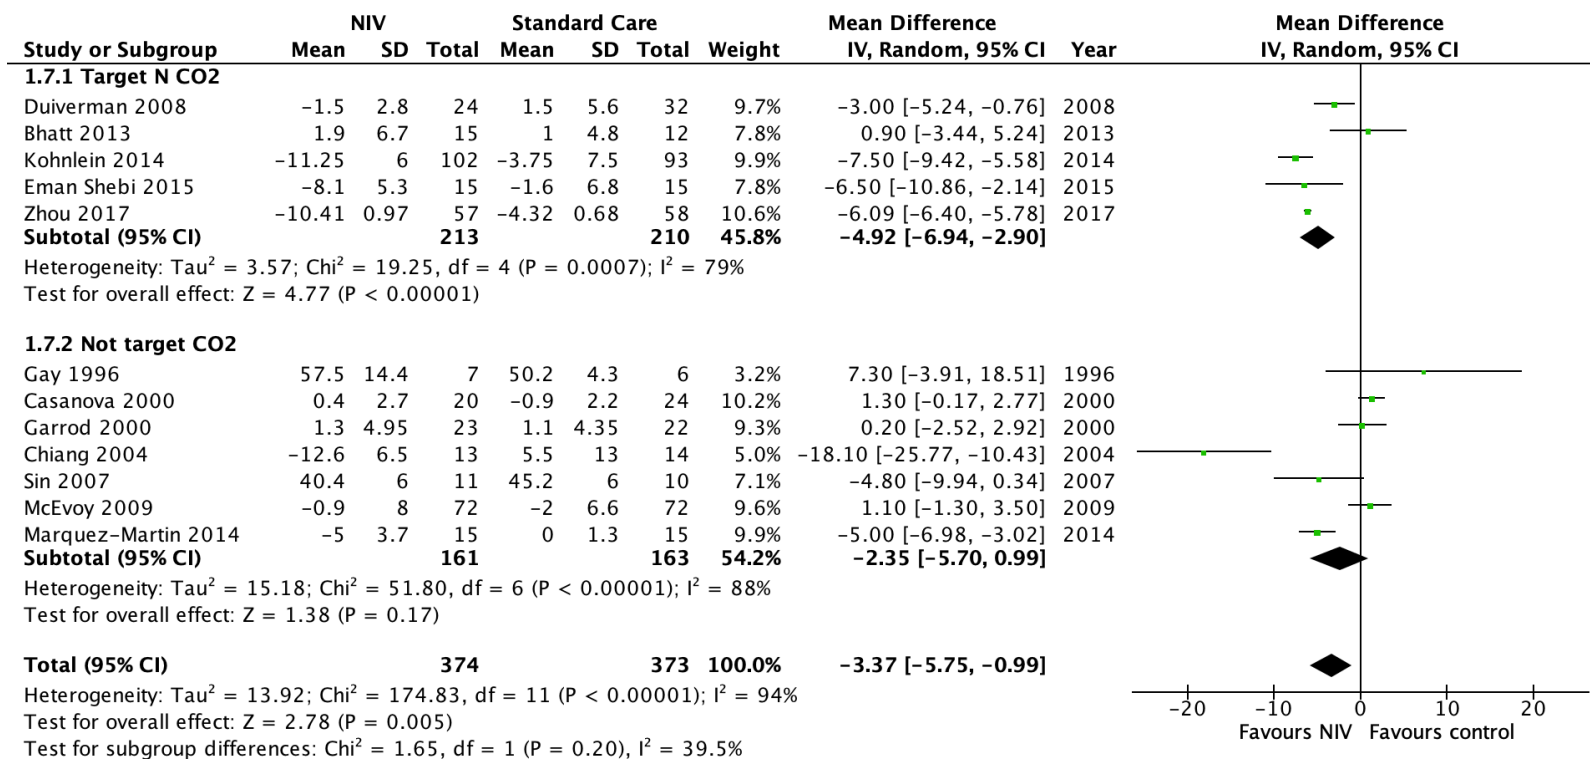 NIV Standard Care Mean Difference Mean Difference
Study or Subgroup Mean SD Total Mean SD Total Weight IV, Random, 95% CI Year IV, Random, 95% CI
1.7.1 Target N CO2
Duiverman 2008 −1.5 2.8 24 1.5 5.6 32 9.7% −3.00 [−5.24, −0.76] 2008
Bhatt 2013 1.9 6.7 15 1 4.8 12 7.8% 0.90 [−3.44, 5.24] 2013
Kohnlein 2014 −11.25 6 102 −3.75 7.5 93 9.9% −7.50 [−9.42, −5.58] 2014
Eman Shebi 2015 −8.1 5.3 15 −1.6 6.8 15 7.8% −6.50 [−10.86, −2.14] 2015
Zhou 2017 −10.41 0.97 57 −4.32 0.68 58 10.6% −6.09 [−6.40, −5.78] 2017
Subtotal (95% CI) 213 210 45.8% −4.92 [−6.94, −2.90]
Heterogeneity: Tau² = 3.57; Chi² = 19.25, df = 4 (P = 0.0007); I² = 79%
Test for overall effect: Z = 4.77 (P < 0.00001)
1.7.2 Not target CO2
Gay 1996 57.5 14.4 7 50.2 4.3 6 3.2% 7.30 [−3.91, 18.51] 1996
Casanova 2000 0.4 2.7 20 −0.9 2.2 24 10.2% 1.30 [−0.17, 2.77] 2000
Garrod 2000 1.3 4.95 23 1.1 4.35 22 9.3% 0.20 [−2.52, 2.92] 2000
Chiang 2004 −12.6 6.5 13 5.5 13 14 5.0% −18.10 [−25.77, −10.43] 2004
Sin 2007 40.4 6 11 45.2 6 10 7.1% −4.80 [−9.94, 0.34] 2007
McEvoy 2009 −0.9 8 72 −2 6.6 72 9.6% 1.10 [−1.30, 3.50] 2009
Marquez−Martin 2014 −5 3.7 15 0 1.3 15 9.9% −5.00 [−6.98, −3.02] 2014
Subtotal (95% CI) 161 163 54.2% −2.35 [−5.70, 0.99]
Heterogeneity: Tau² = 15.18; Chi² = 51.80, df = 6 (P < 0.00001); I² = 88%
Test for overall effect: Z = 1.38 (P = 0.17)
Total (95% CI) 374 373 100.0% −3.37 [−5.75, −0.99]
Heterogeneity: Tau² = 13.92; Chi² = 174.83, df = 11 (P < 0.00001); I² = 94%
Test for overall effect: Z = 2.78 (P = 0.005)
Test for subgroup differences: Chi² = 1.65, df = 1 (P = 0.20), I² = 39.5%
−20 −10 0 10 20
Favours NIV Favours control